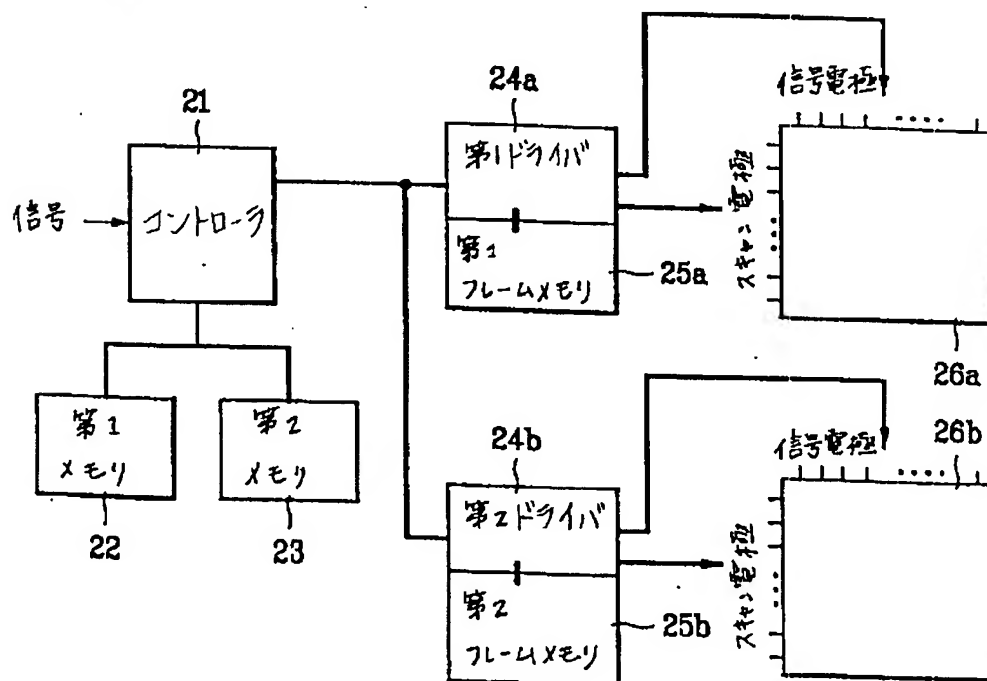 21
信号
コントローラ
第1
メモリ
22
第2
メモリ
23
24a
第1ドライバ
第1
フレームメモリ
25a
信号電極
スキャン電極
26a
24b
第2ドライバ
第2
フレームメモリ
25b
信号電極
26b
スキャン電極